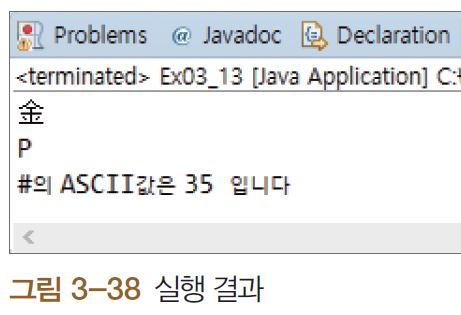 Problems @ Javadoc Declaration
<terminated> Ex03_13 [Java Application] C:
金
P
#의 ASCII값은 35 입니다
<
그림 3-38 실행 결과